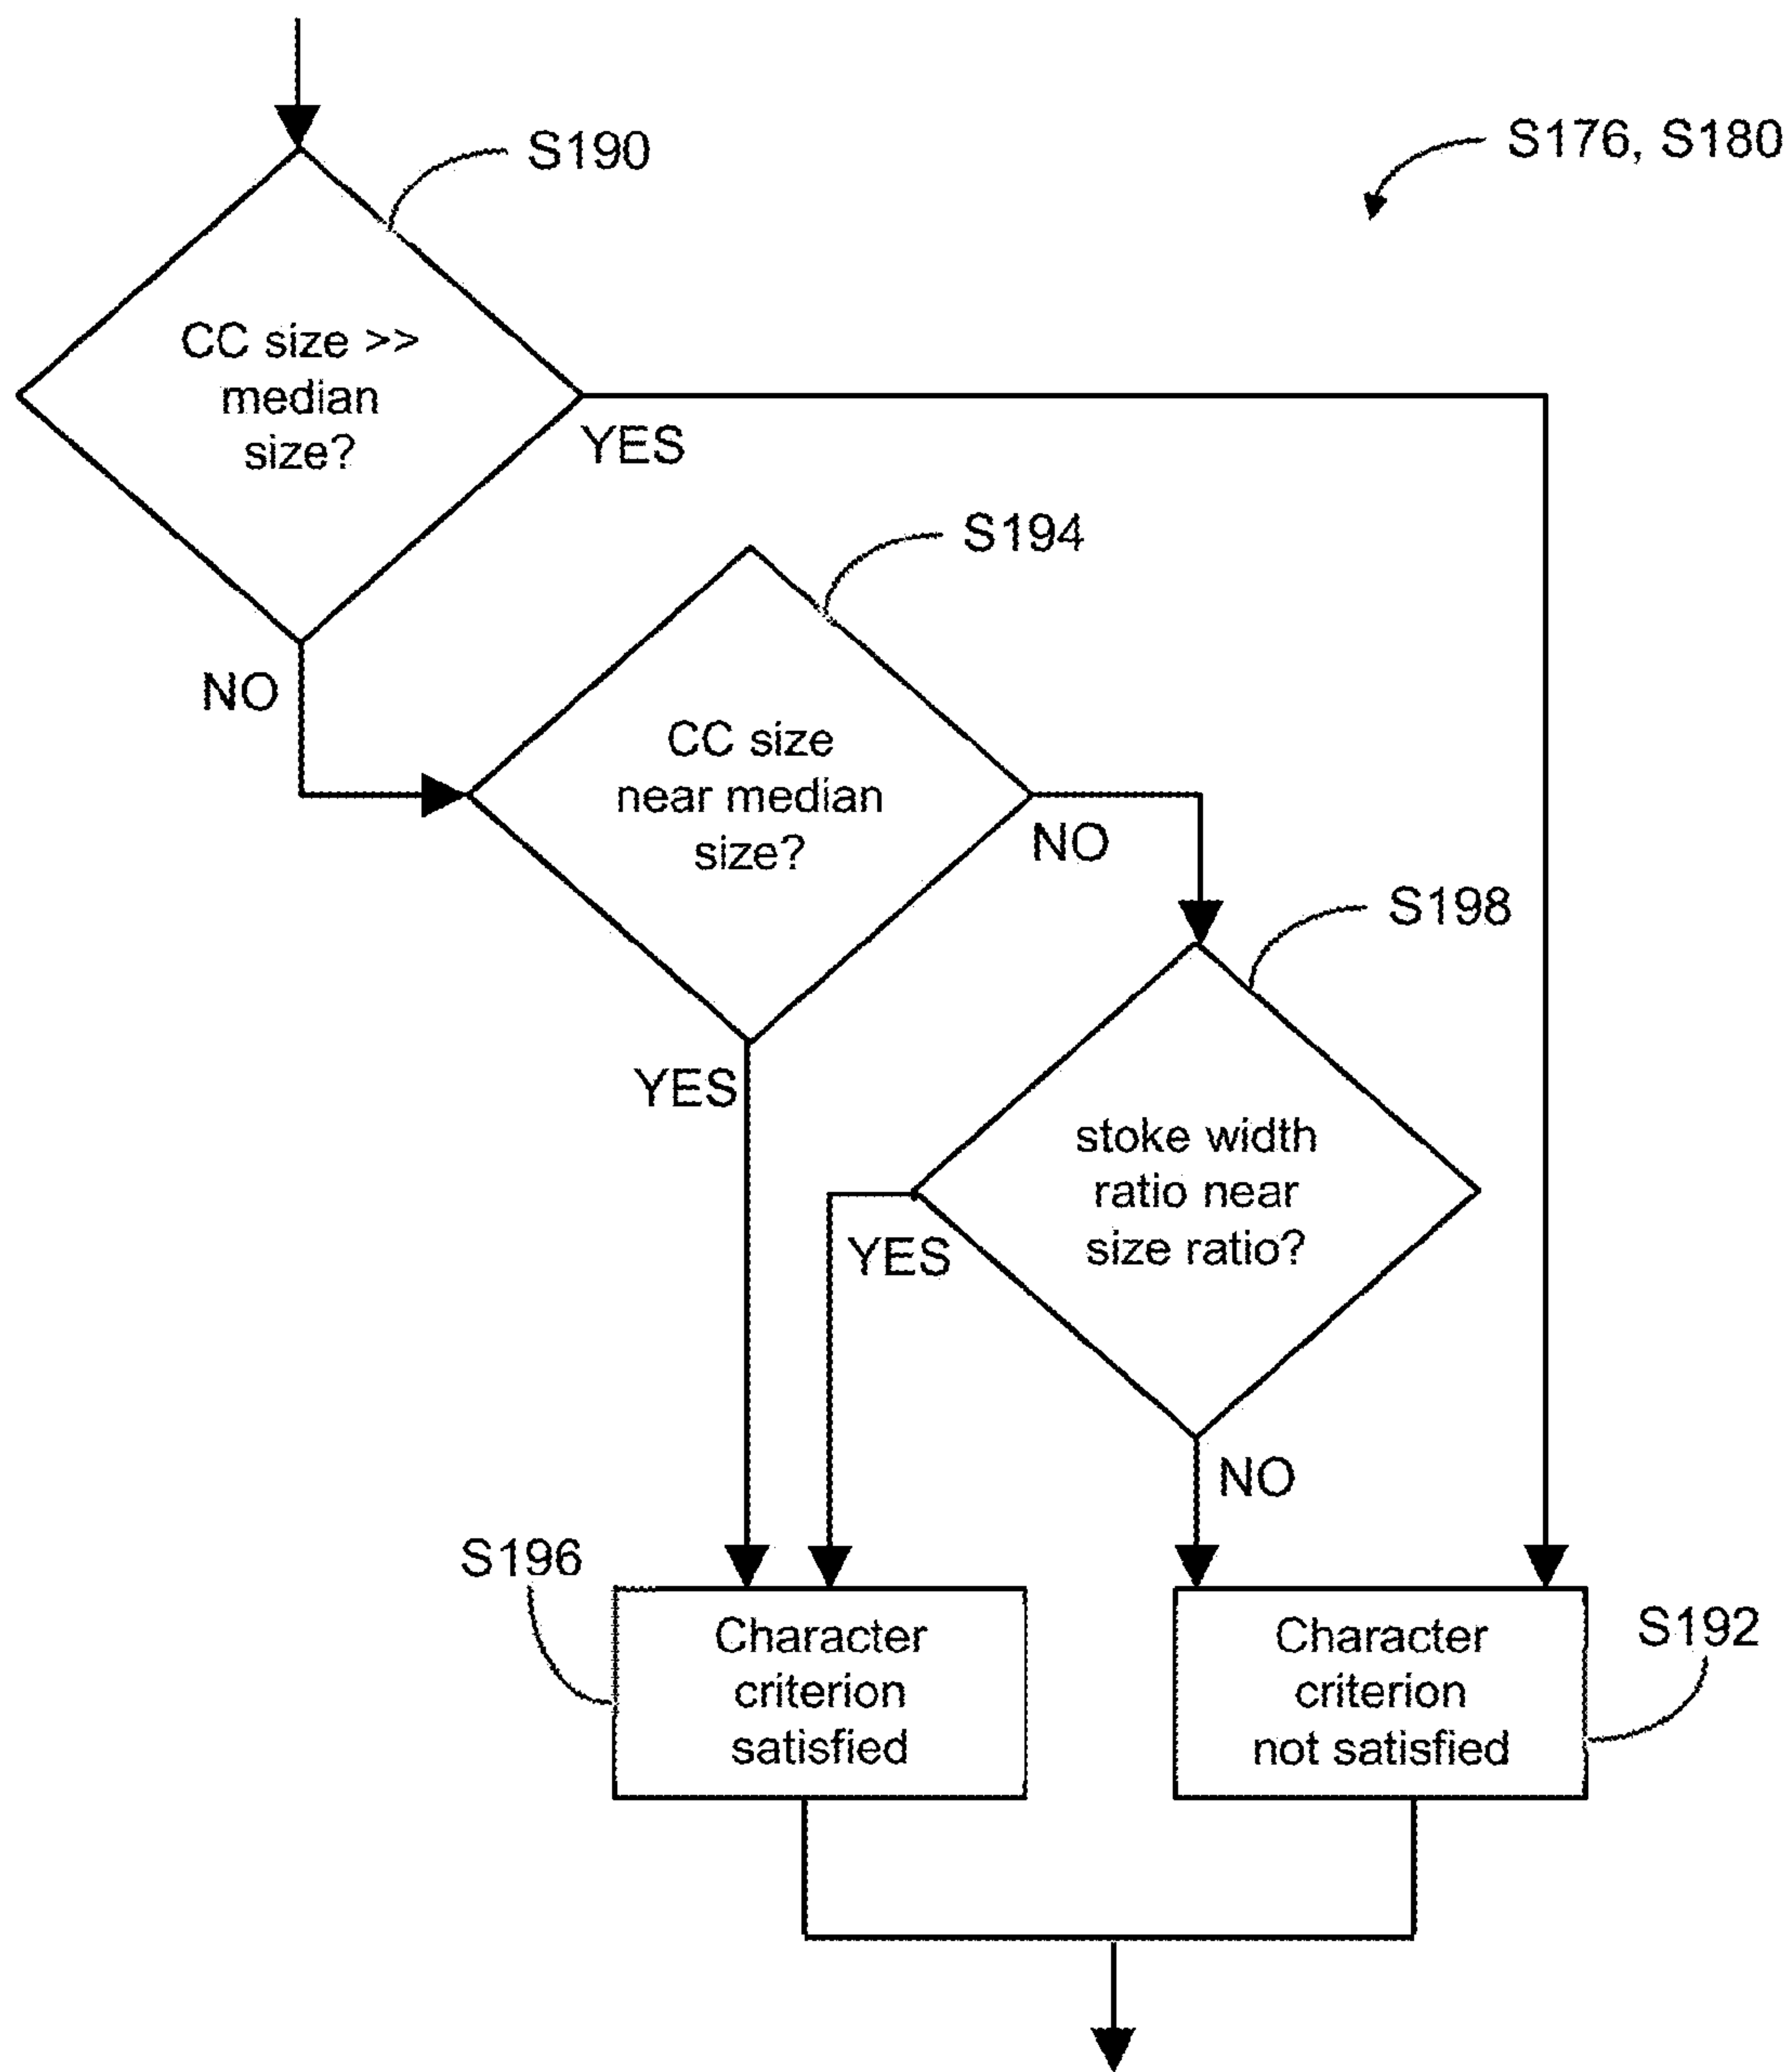 S190
S176, S180
CC size >>
median
size?
YES
NO
S194
CC size
near median
size?
NO
YES
S198
stoke width
ratio near
size ratio?
YES
NO
S196
Character
criterion
satisfied
Character
criterion
not satisfied
S192